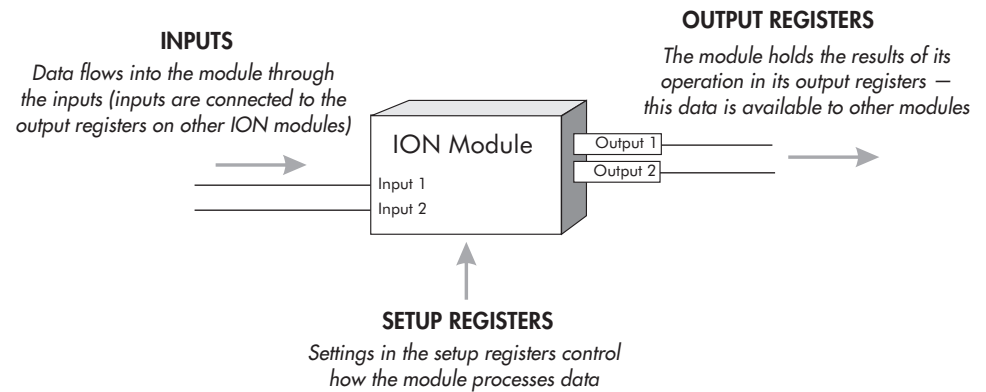 INPUTS
Data flows into the module through
the inputs (inputs are connected to the
output registers on other ION modules)
OUTPUT REGISTERS
The module holds the results of its
operation in its output registers —
this data is available to other modules
ION Module
Input 1
Input 2
Output 1
Output 2
SETUP REGISTERS
Settings in the setup registers control
how the module processes data